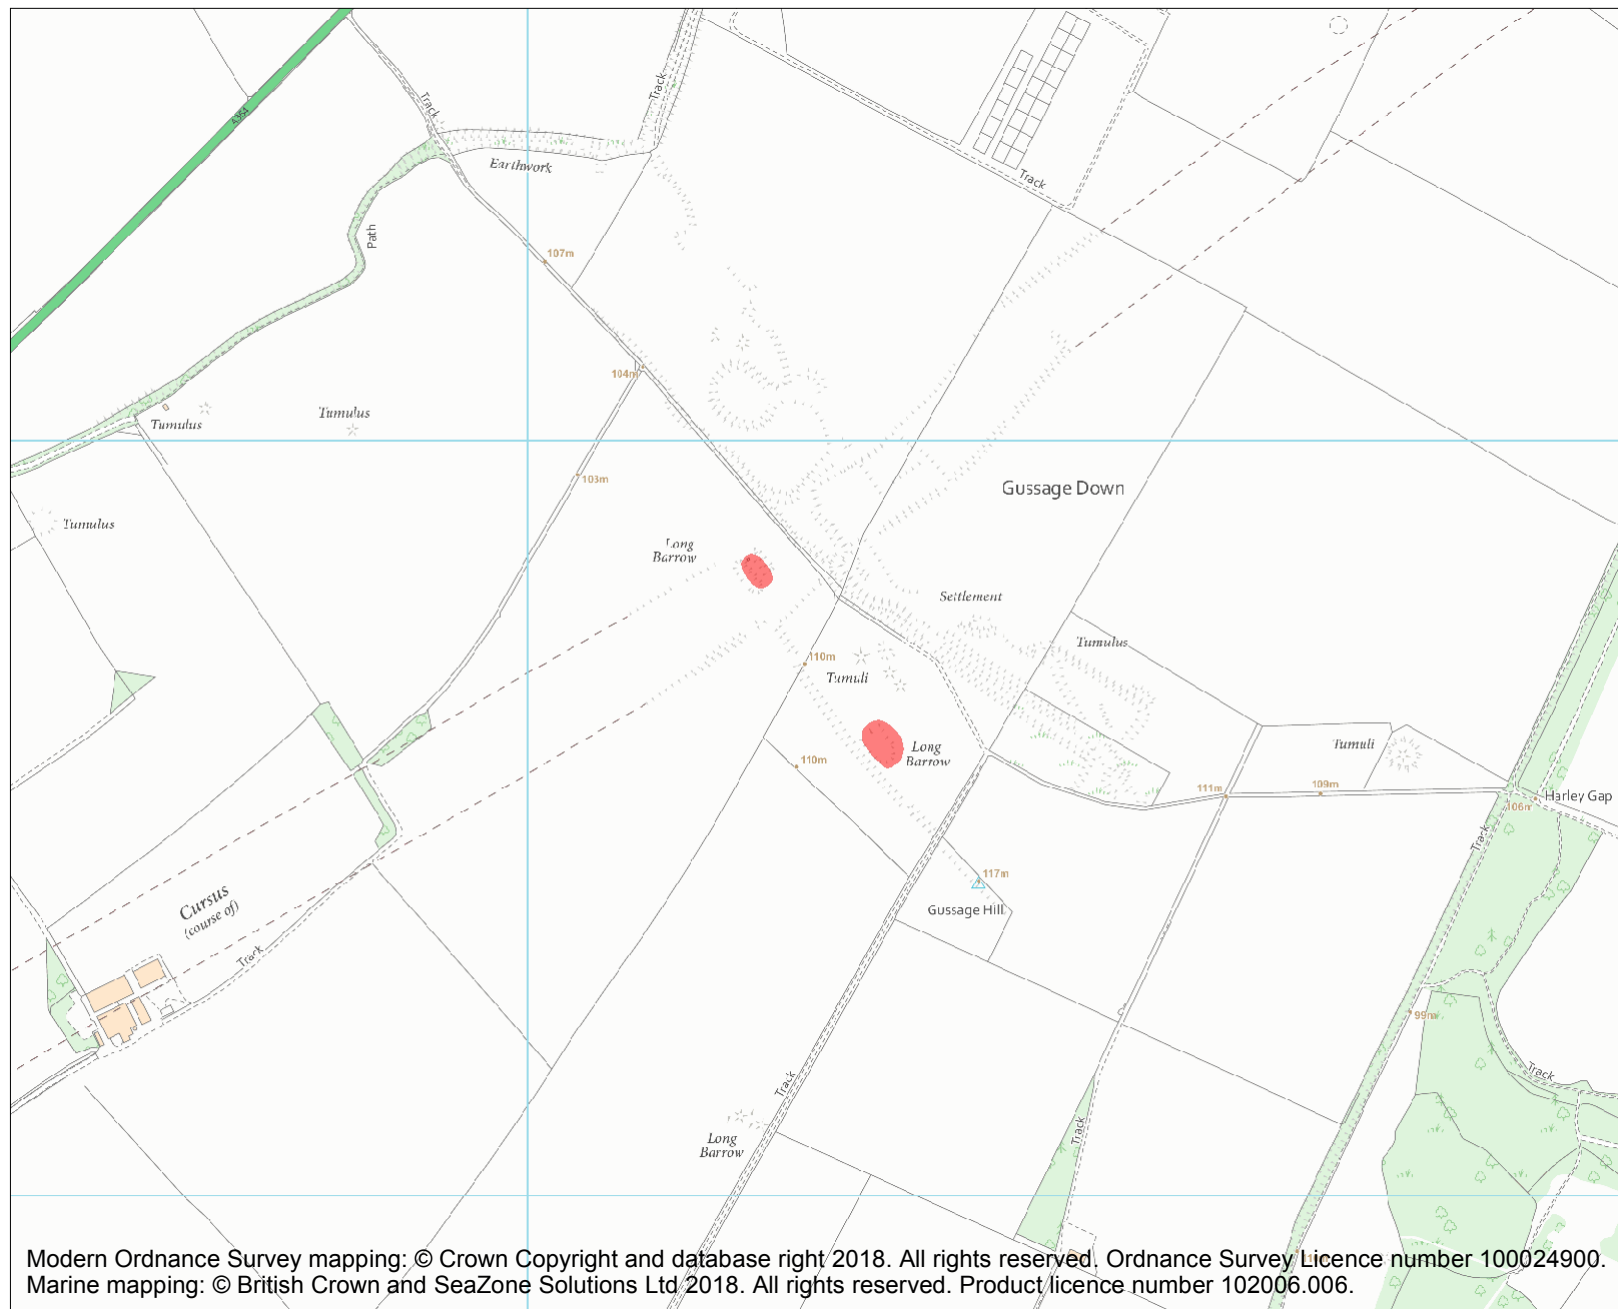 A354
Track
Track
Earthwork
Track
Path
107m
104m
Tumulus
Tumulus
103m
Gussage Down
Tumulus
Long
Barrow
Settlement
Tumulus
110m
Tumuli
Long
Barrow
110m
Tumuli
111m
109m
106m
Harley Gap
Track
117m
Gussage Hill
Cursus
(course of)
Track
99m
Track
Track
Track
Long
Barrow
Modern Ordnance Survey mapping: © Crown Copyright and database right 2018. All rights reserved. Ordnance Survey Licence number 100024900.
Marine mapping: © British Crown and SeaZone Solutions Ltd 2018. All rights reserved. Product licence number 102006.006.